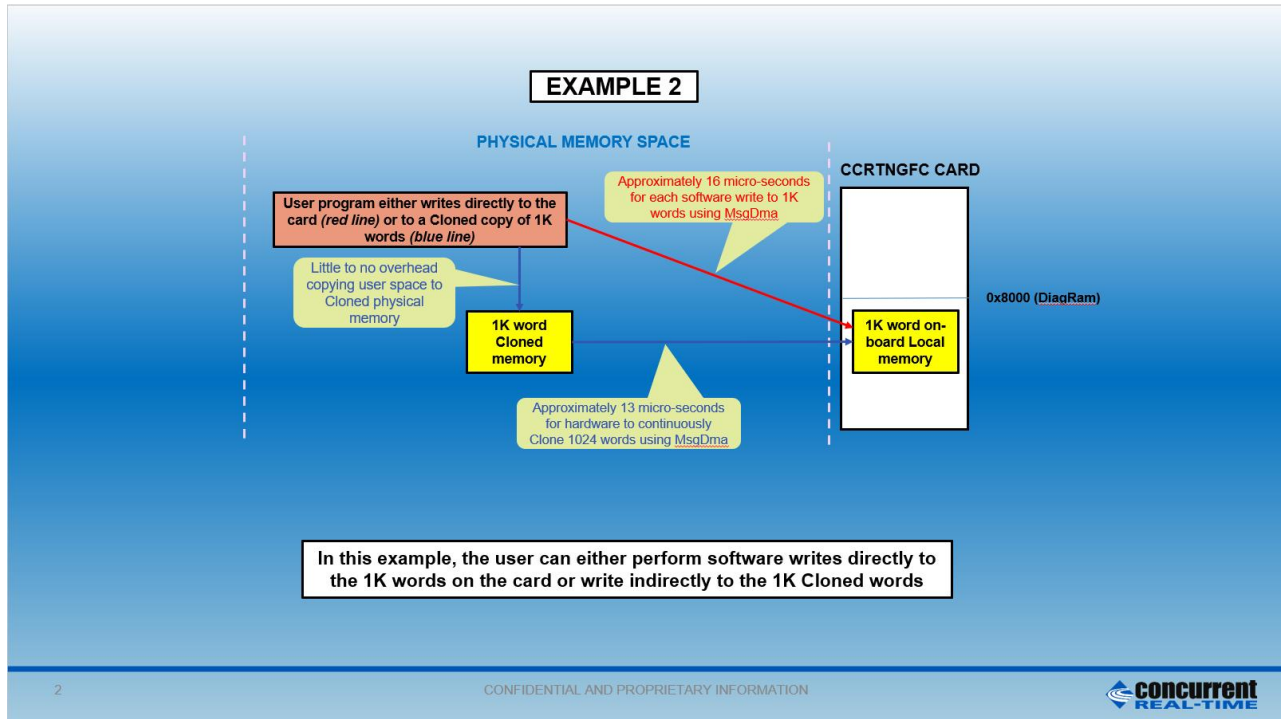 EXAMPLE 2
PHYSICAL MEMORY SPACE
CCRTNGFC CARD
User program either writes directly to the
card (red line) or to a Cloned copy of 1K
words (blue line)
Approximately 16 micro-seconds
for each software write to 1K
words using MsgDma
Little to no overhead
copying user space to
Cloned physical
memory
0x8000 (DiagRam)
1K word
Cloned
memory
1K word on-
board Local
memory
Approximately 13 micro-seconds
for hardware to continuously
Clone 1024 words using MsgDma
In this example, the user can either perform software writes directly to
the 1K words on the card or write indirectly to the 1K Cloned words
2
CONFIDENTIAL AND PROPRIETARY INFORMATION
concurrent
REAL-TIME